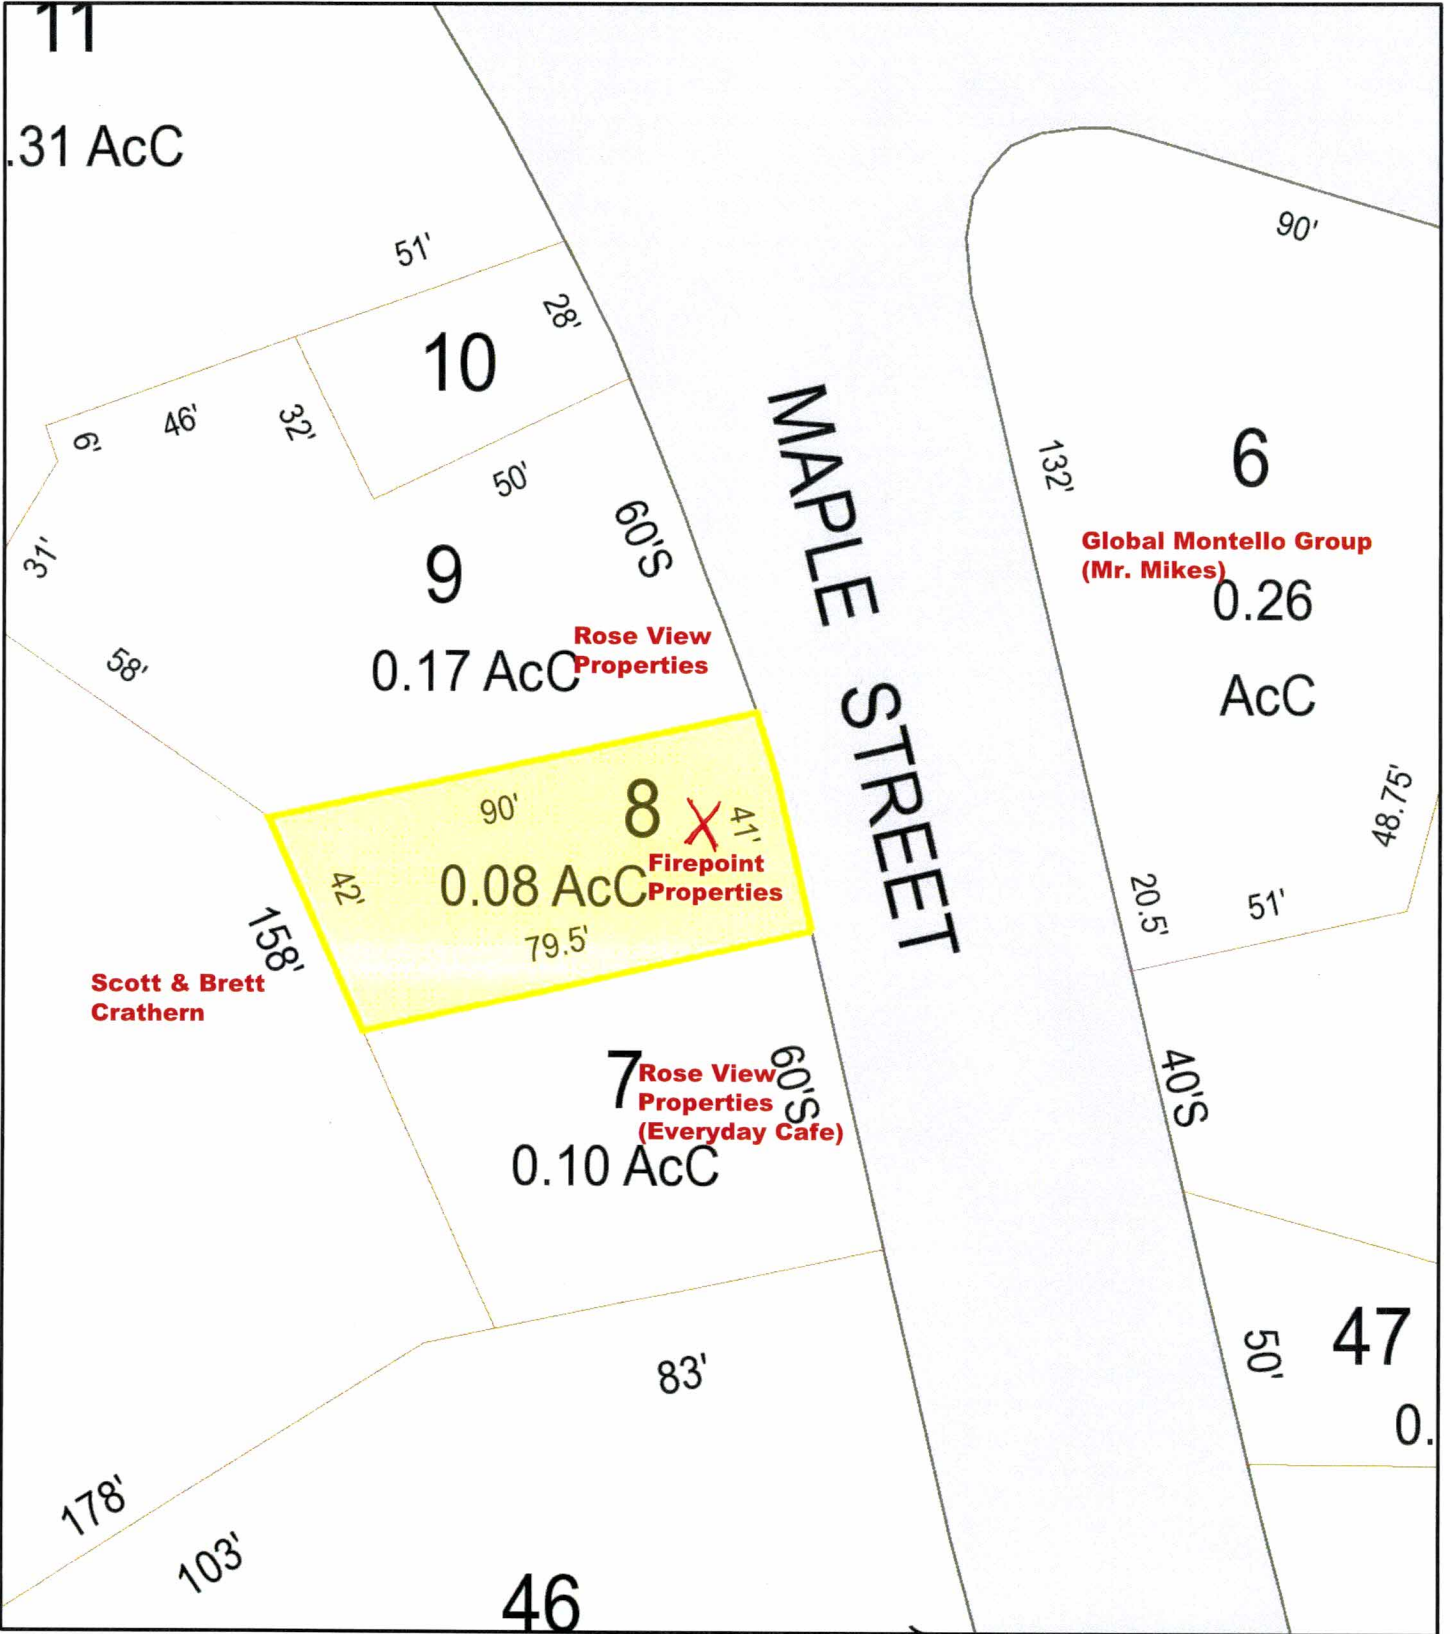 11
.31 AcC
51'
90'
28'
10
46'
32'
6'
50'
MAPLE STREET
132'
6
Global Montello Group
(Mr. Mikes)
0.26
AcC
31'
9
60'S
0.17 AcC
Rose View
Properties
58'
90'
8
X
41'
42'
0.08 AcC
Firepoint
Properties
79.5'
48.75'
20.5'
51'
158'
Scott & Brett
Crathern
7
Rose View
Properties
(Everyday Cafe)
60'S
0.10 AcC
40'S
83'
50'
47
0.
178'
103'
46